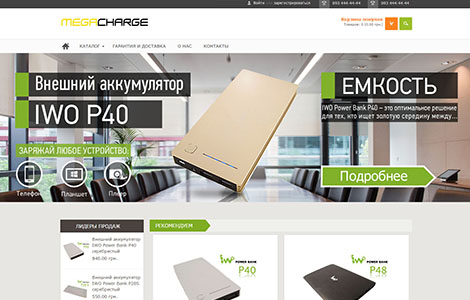 Войти или зарегистрироваться
093 444-44-44
093 444-44-44
MEGACHARGE
Корзина покупок
Товаров: 0 (0.00 грн.)
КАТАЛОГ
ГАРАНТИЯ И ДОСТАВКА
О НАС
КОНТАКТЫ
Внешний аккумулятор
IWO P40
ЗАРЯЖАЙ ЛЮБОЕ УСТРОЙСТВО:
Телефон
Планшет
Плеер
ЕМКОСТЬ
IWO Power Bank P40 – это оптимальное решение
для тех, кто ищет золотую середину между...
Подробнее
ЛИДЕРЫ ПРОДАЖ
Внешний аккумулятор
IWO Power Bank P40
серебристый
840.00 грн.
Внешний аккумулятор
IWO Power Bank P20S
серебристый
550.00 грн.
РЕКОМЕНДУЕМ
iwo POWER BANK
P40
iwo POWER BANK
P48